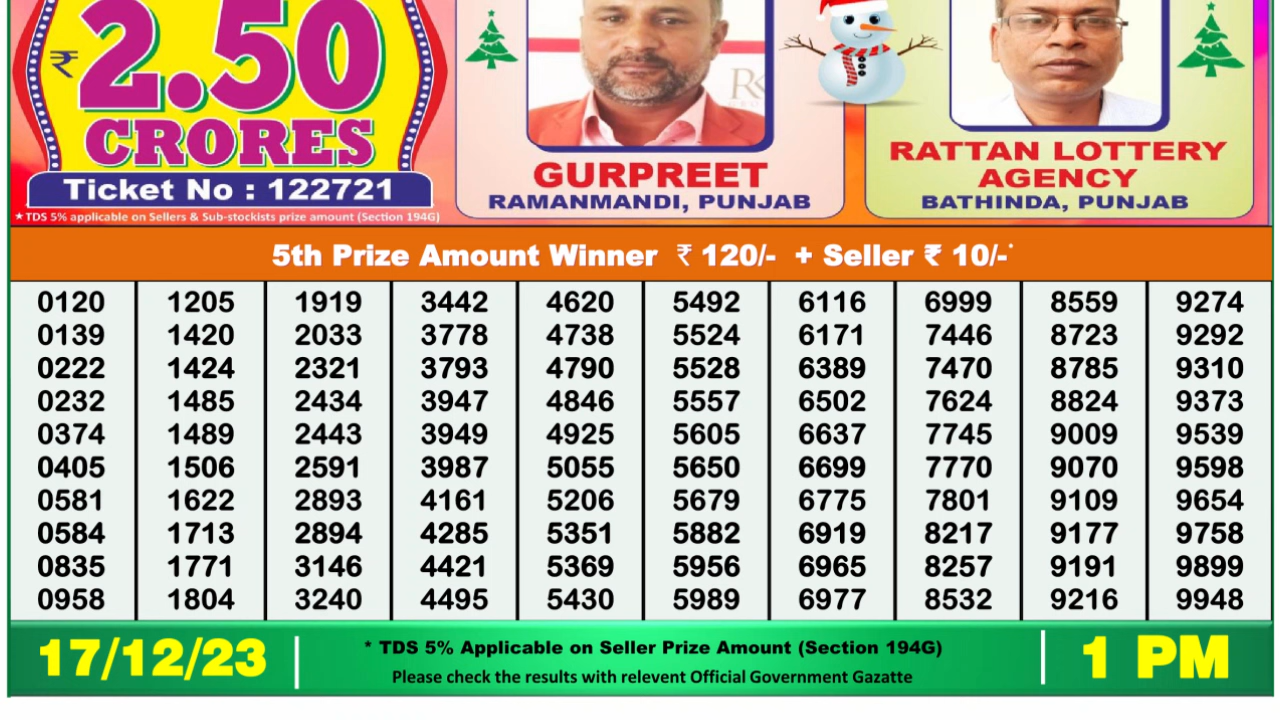 ₹ 2.50
CRORES
Ticket No : 122721
★ TDS 5% applicable on Sellers & Sub-stockists prize amount (Section 194G)
GURPREET
RAMANMANDI, PUNJAB
RATTAN LOTTERY
AGENCY
BATHINDA, PUNJAB
5th Prize Amount Winner ₹ 120/- + Seller ₹ 10/-*
0120 1205 1919 3442 4620 5492 6116 6999 8559 9274
0139 1420 2033 3778 4738 5524 6171 7446 8723 9292
0222 1424 2321 3793 4790 5528 6389 7470 8785 9310
0232 1485 2434 3947 4846 5557 6502 7624 8824 9373
0374 1489 2443 3949 4925 5605 6637 7745 9009 9539
0405 1506 2591 3987 5055 5650 6699 7770 9070 9598
0581 1622 2893 4161 5206 5679 6775 7801 9109 9654
0584 1713 2894 4285 5351 5882 6919 8217 9177 9758
0835 1771 3146 4421 5369 5956 6965 8257 9191 9899
0958 1804 3240 4495 5430 5989 6977 8532 9216 9948
17/12/23
* TDS 5% Applicable on Seller Prize Amount (Section 194G)
Please check the results with relevent Official Government Gazatte
1 PM